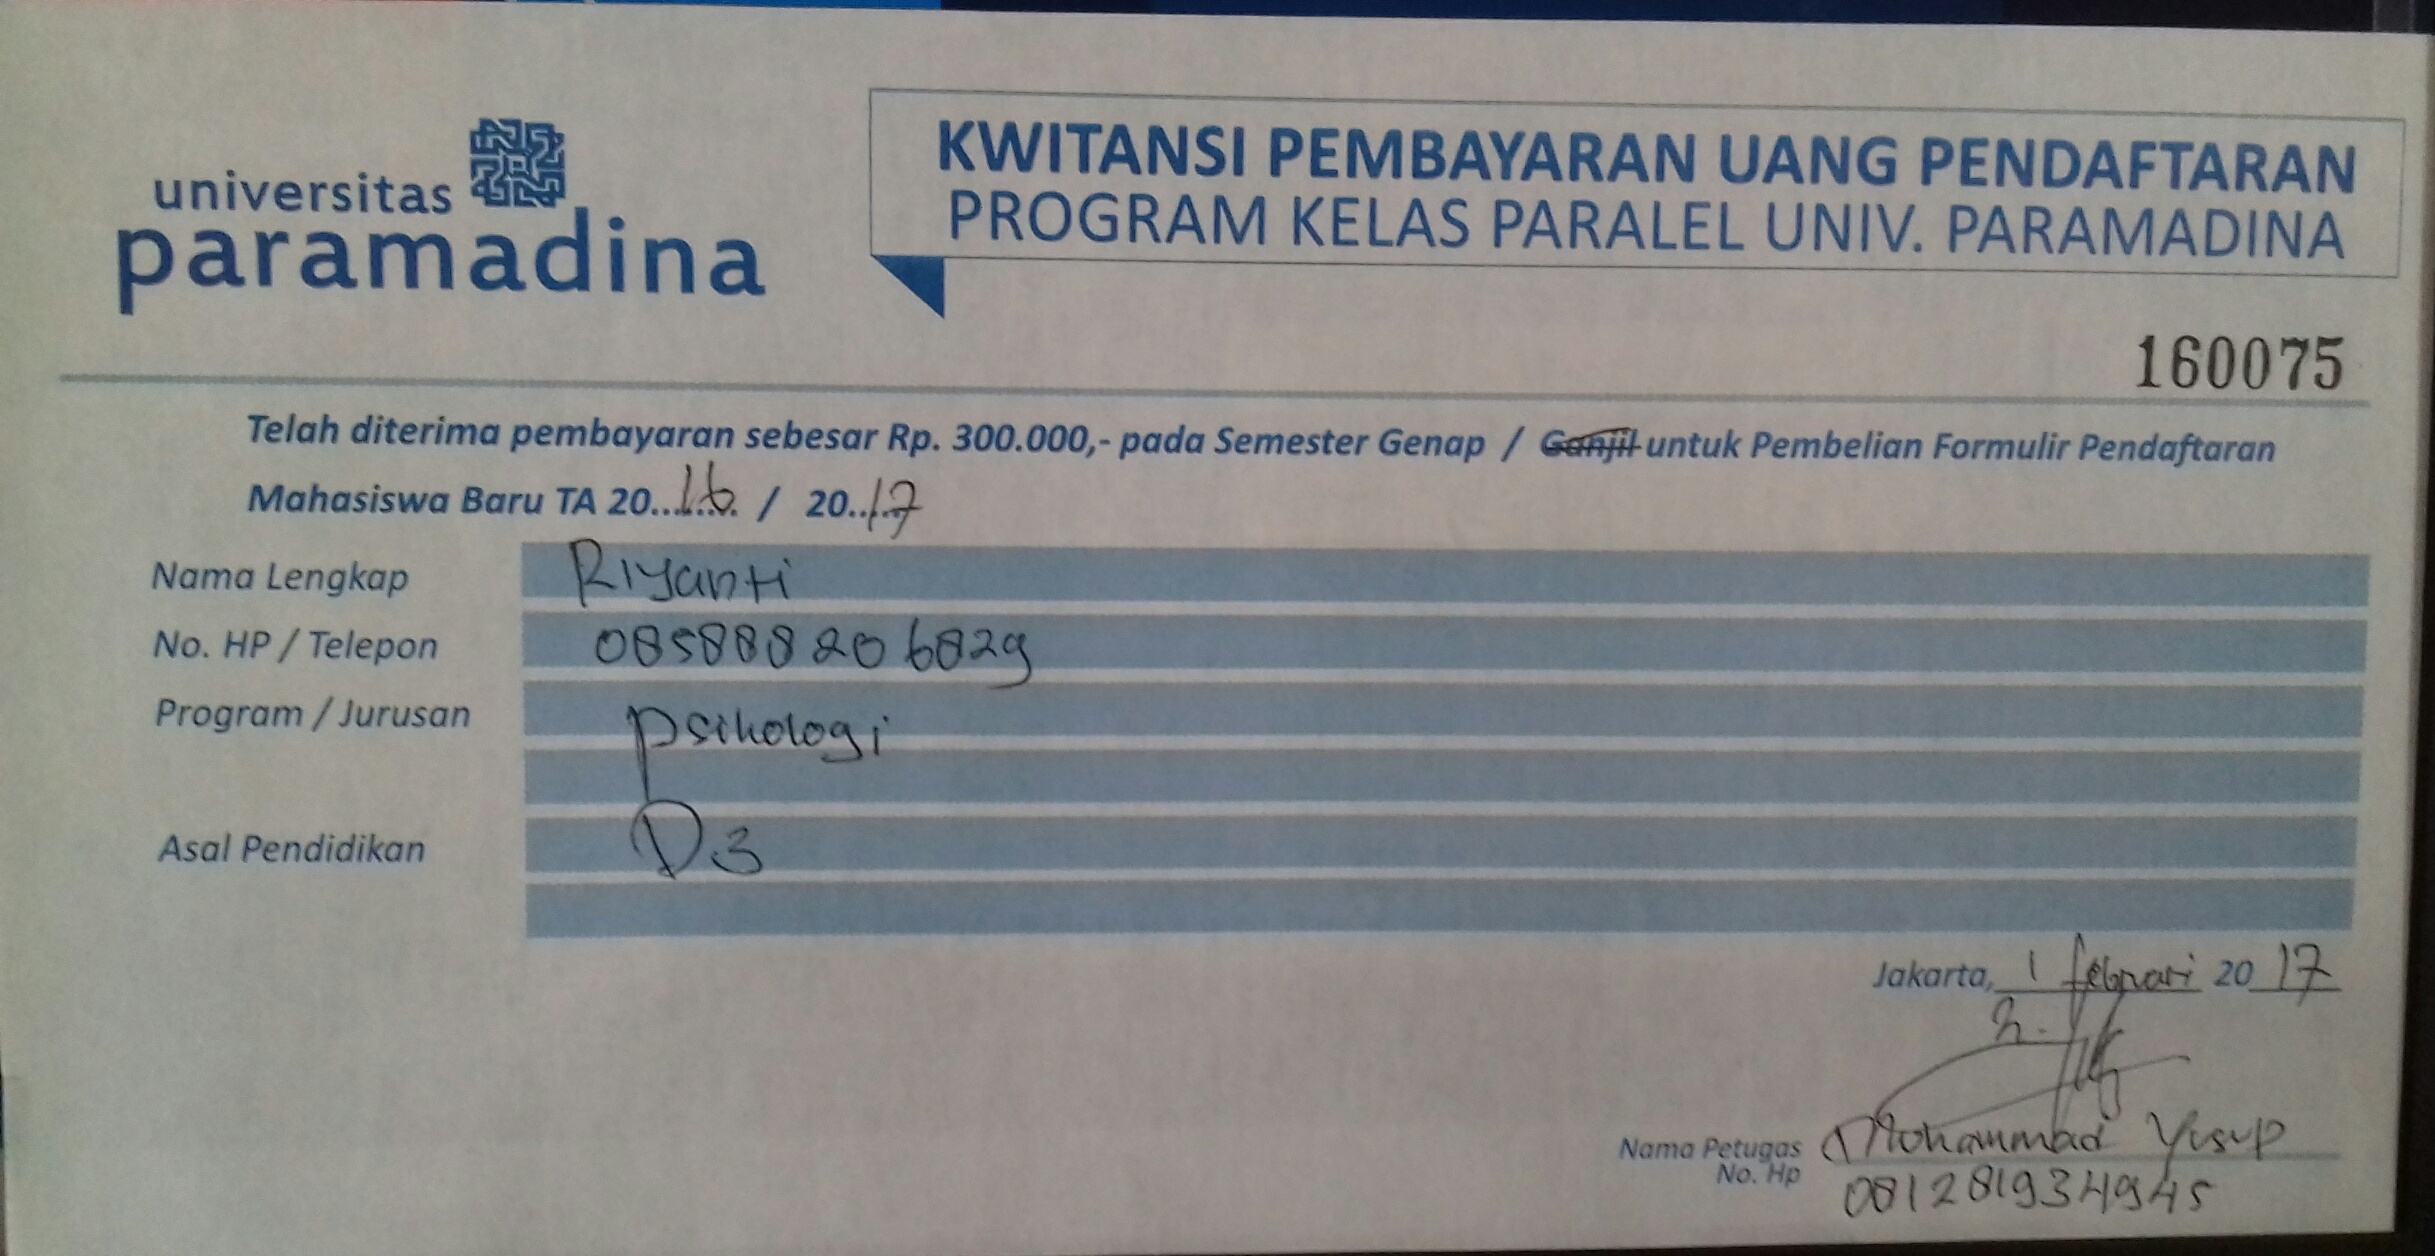 universitas
paramadina
KWITANSI PEMBAYARAN UANG PENDAFTARAN
PROGRAM KELAS PARALEL UNIV. PARAMADINA
160075
Telah diterima pembayaran sebesar Rp. 300.000,- pada Semester Genap / Ganjil untuk Pembelian Formulir Pendaftaran
Mahasiswa Baru TA 20..16.. / 20..17
Nama Lengkap Riyanti
No. HP / Telepon 085888206829
Program / Jurusan psikologi
Asal Pendidikan D3
Jakarta, 1 februari 20 17
Nama Petugas Mohammad Yusup
No. Hp 081281934945